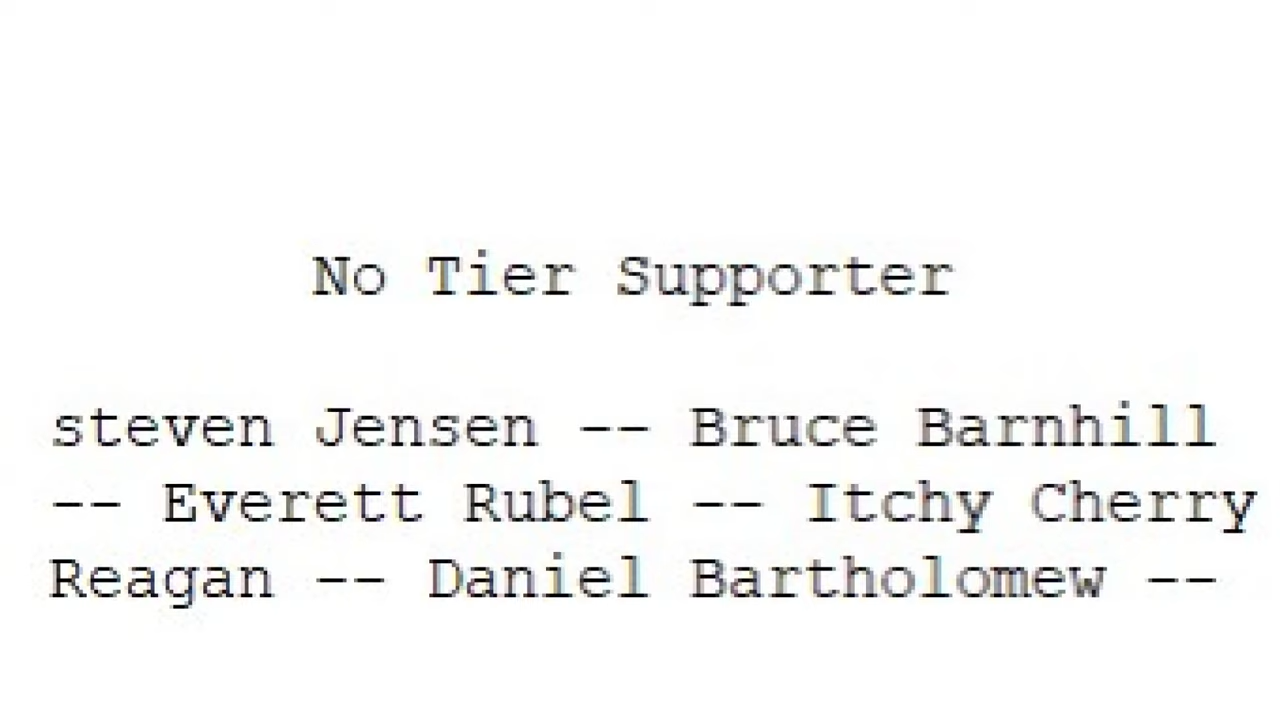 No Tier Supporter
steven Jensen -- Bruce Barnhill
-- Everett Rubel -- Itchy Cherry
Reagan -- Daniel Bartholomew --